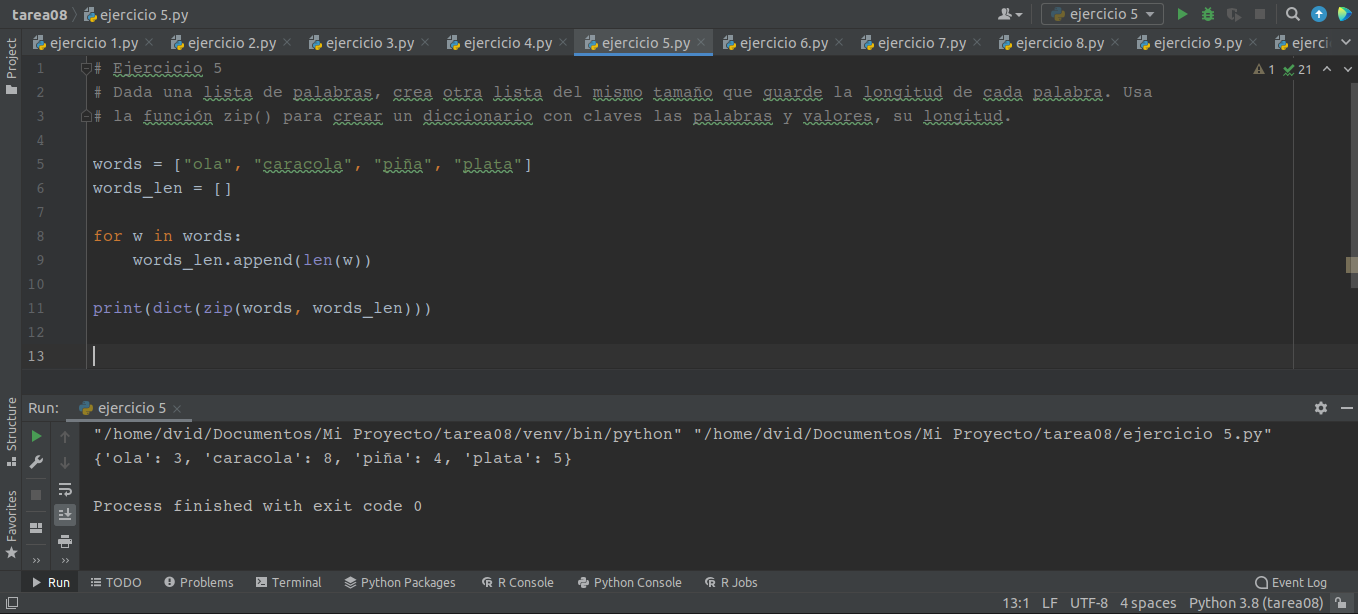 tarea08 ejercicio 5.py ejercicio 5
ejercicio 1.py ejercicio 2.py ejercicio 3.py ejercicio 4.py ejercicio 5.py ejercicio 6.py ejercicio 7.py ejercicio 8.py ejercicio 9.py
Project
1 # Ejercicio 5 1 21
2 # Dada una lista de palabras, crea otra lista del mismo tamaño que guarde la longitud de cada palabra. Usa
3 # la función zip() para crear un diccionario con claves las palabras y valores, su longitud.
4
5 words = ["ola", "caracola", "piña", "plata"]
6 words_len = []
7
8 for w in words:
9 words_len.append(len(w))
10
11 print(dict(zip(words, words_len)))
12
13
Run: ejercicio 5
Structure
Favorites
"/home/dvid/Documentos/Mi Proyecto/tarea08/venv/bin/python" "/home/dvid/Documentos/Mi Proyecto/tarea08/ejercicio 5.py"
{'ola': 3, 'caracola': 8, 'piña': 4, 'plata': 5}
Process finished with exit code 0
Run TODO Problems Terminal Python Packages R Console Python Console R Jobs Event Log
13:1 LF UTF-8 4 spaces Python 3.8 (tarea08)